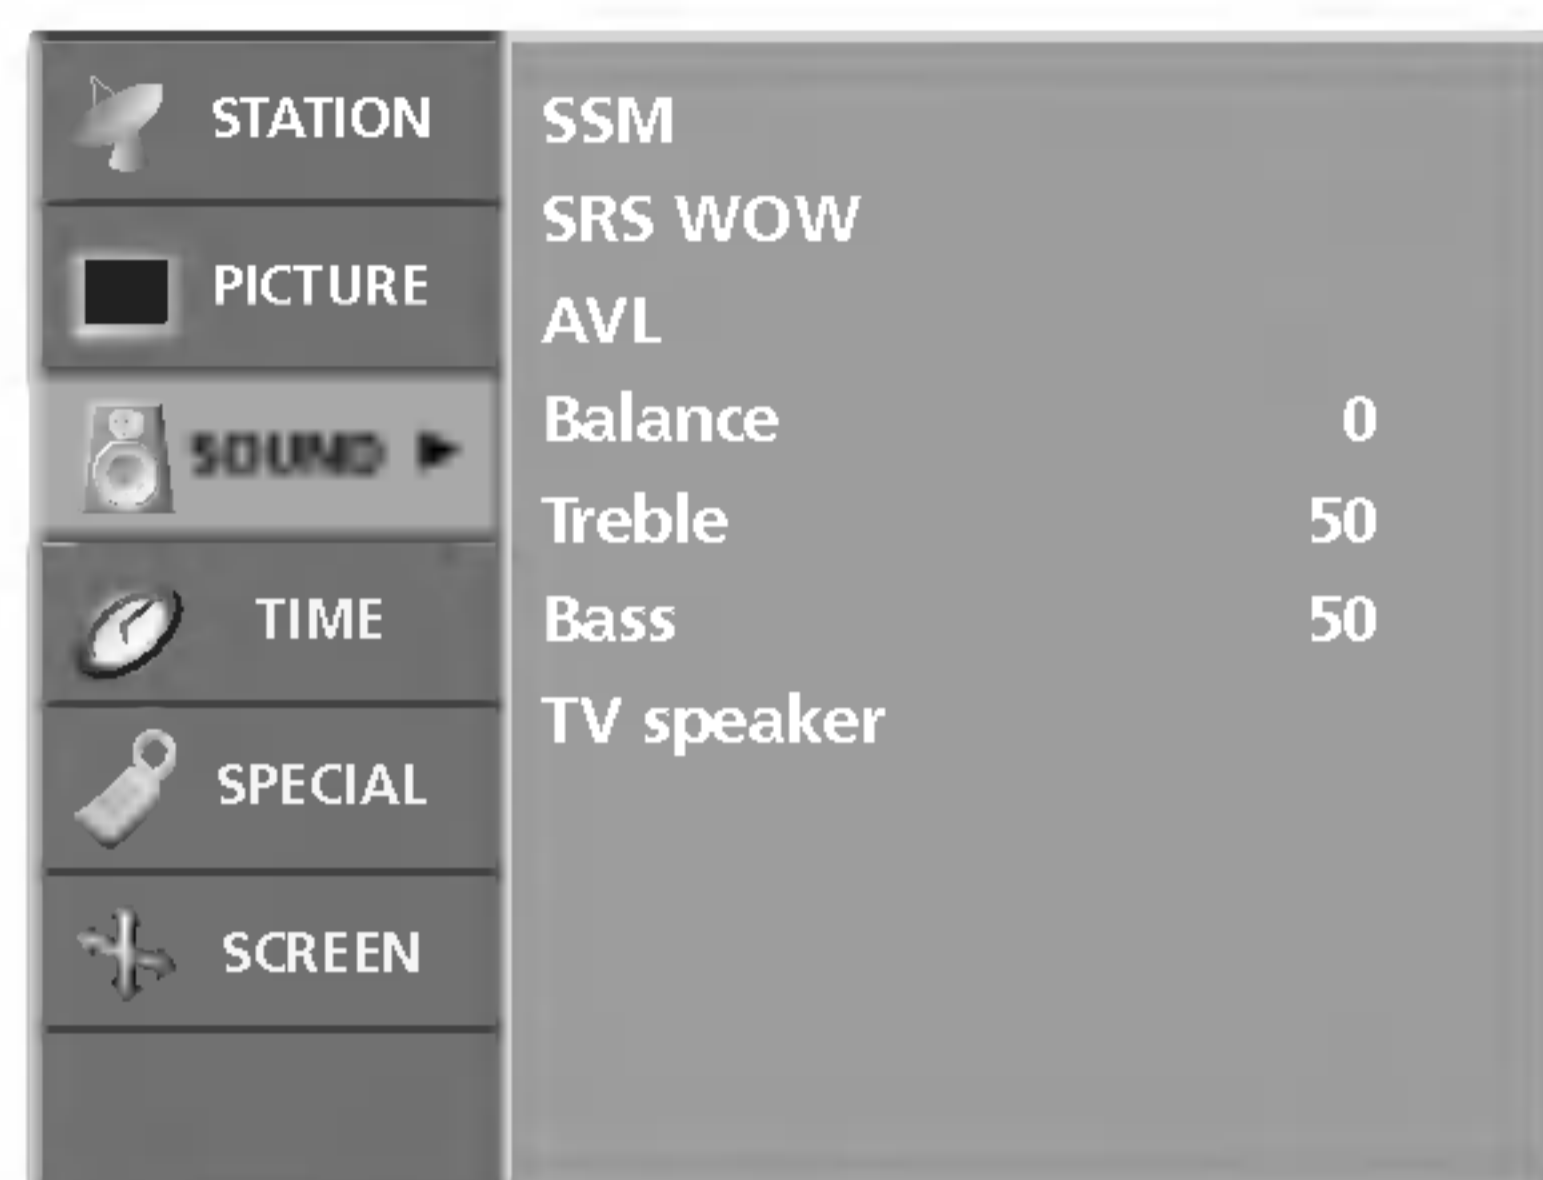 STATION
PICTURE
SOUND
TIME
SPECIAL
SCREEN
SSM
SRS WOW
AVL
Balance 0
Treble 50
Bass 50
TV speaker